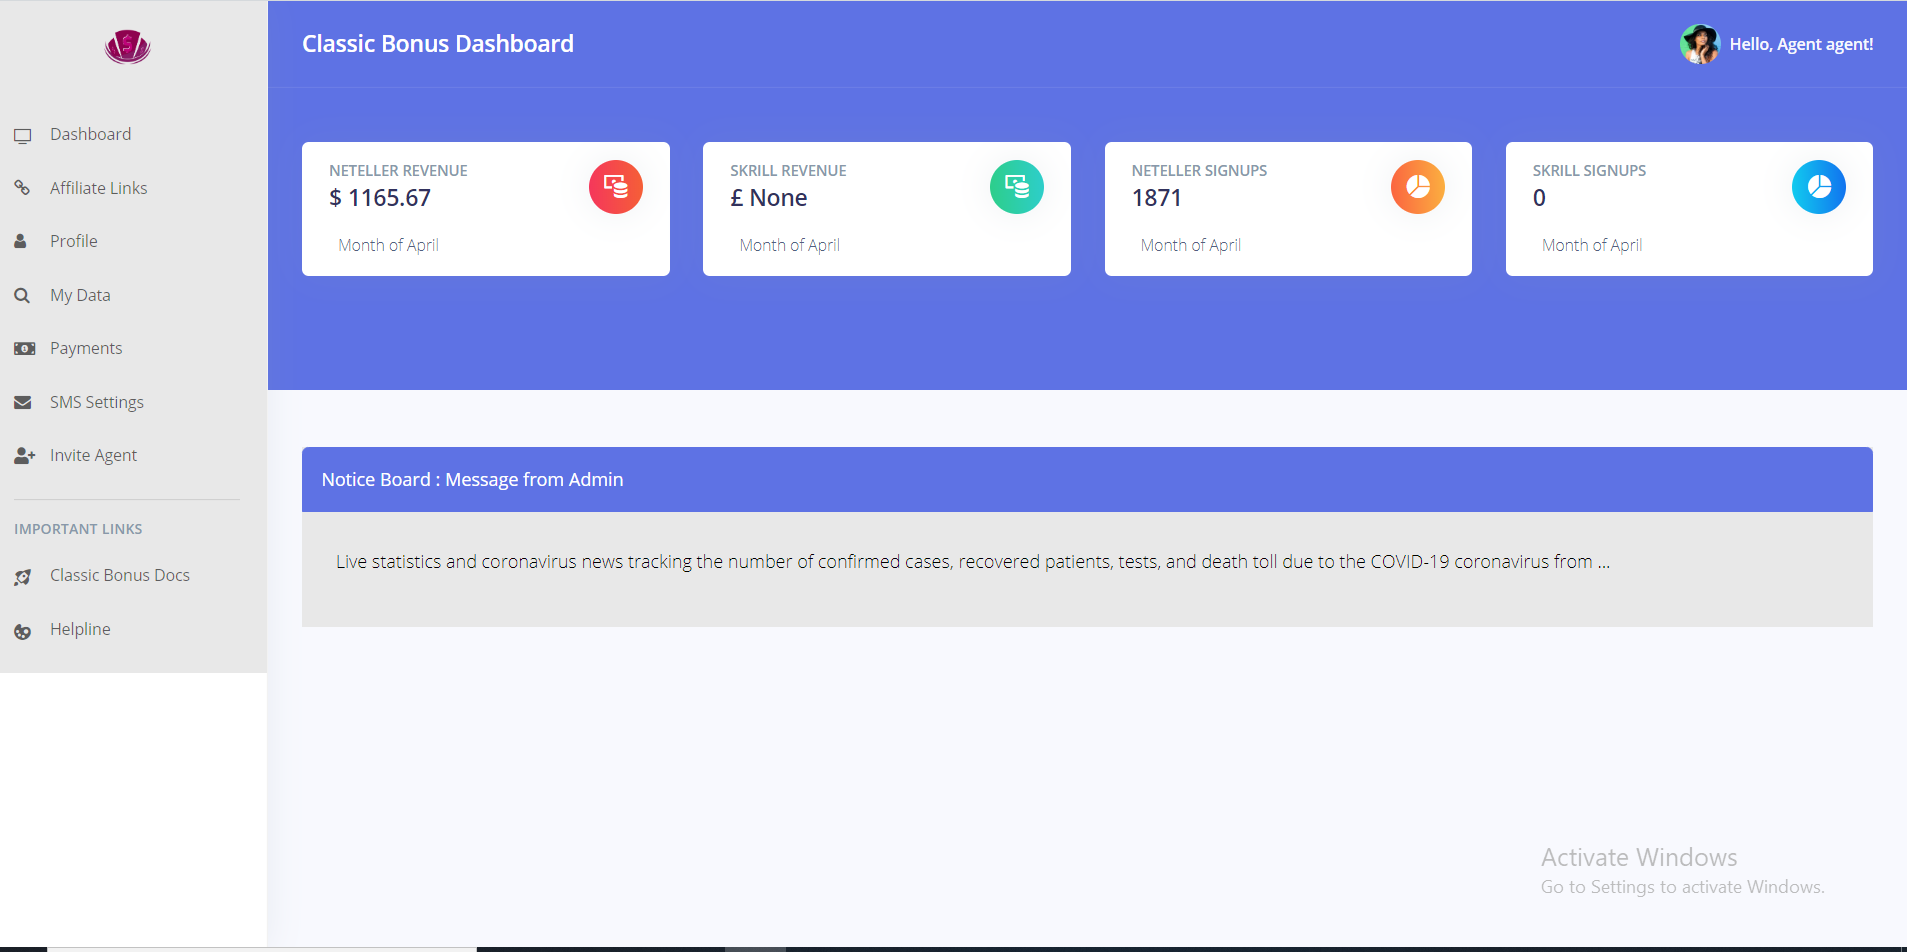 Classic Bonus Dashboard
Hello, Agent agent!
Dashboard
Affiliate Links
Profile
My Data
Payments
SMS Settings
Invite Agent
IMPORTANT LINKS
Classic Bonus Docs
Helpline
NETELLER REVENUE
$ 1165.67
Month of April
SKRILL REVENUE
£ None
Month of April
NETELLER SIGNUPS
1871
Month of April
SKRILL SIGNUPS
0
Month of April
Notice Board : Message from Admin
Live statistics and coronavirus news tracking the number of confirmed cases, recovered patients, tests, and death toll due to the COVID-19 coronavirus from ...
Activate Windows
Go to Settings to activate Windows.